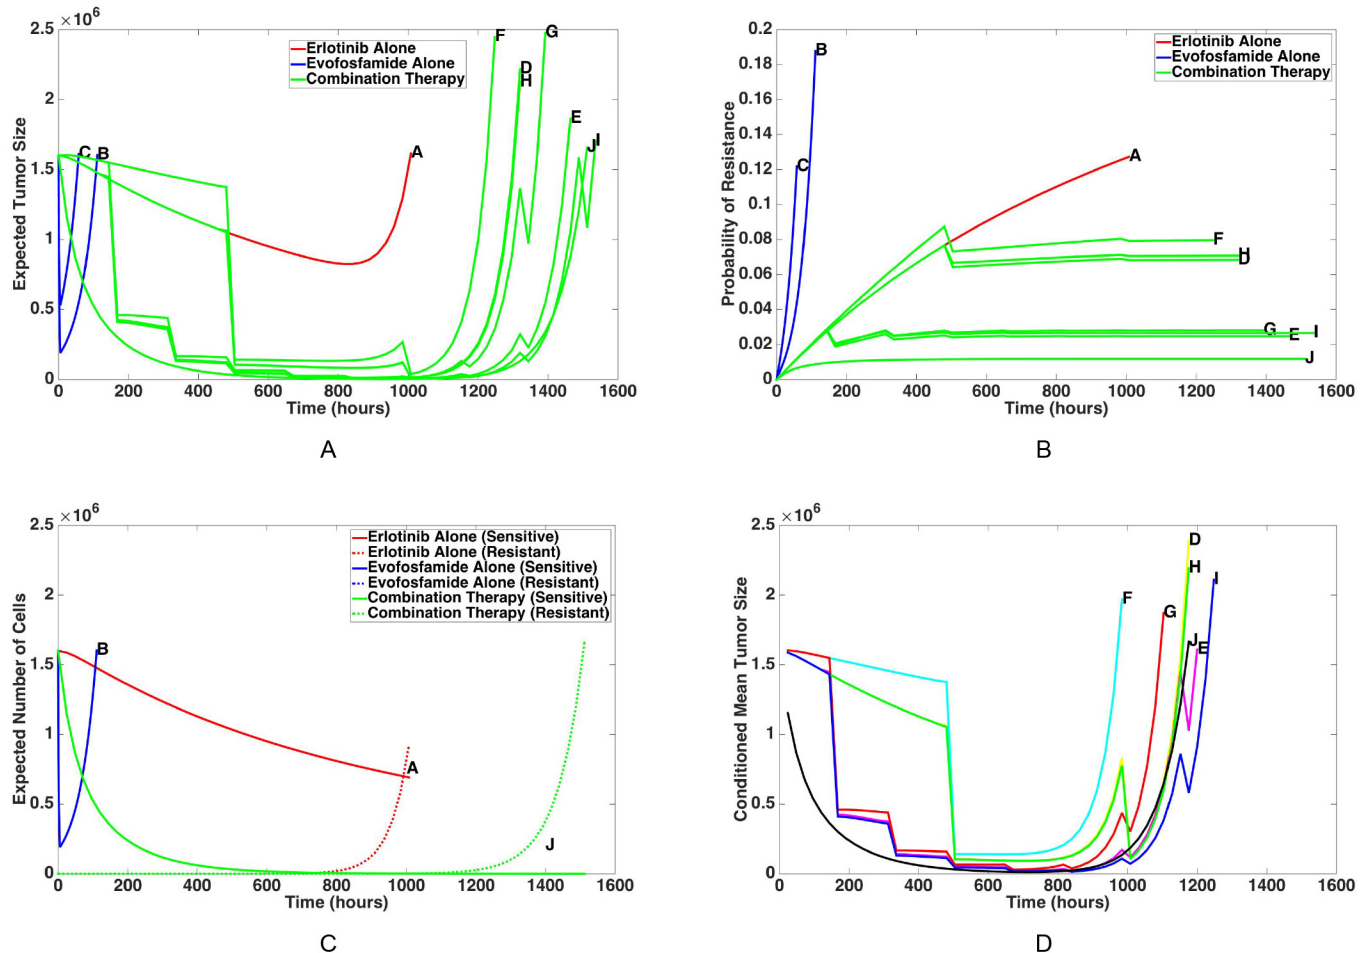 ×10⁶
2.5
2
1.5
1
0.5
0
0 200 400 600 800 1000 1200 1400 1600
Expected Tumor Size
Time (hours)
Erlotinib Alone
Evofosfamide Alone
Combination Therapy
C
B
A
F
D
H
G
E
J
I
A
0.2
0.18
0.16
0.14
0.12
0.1
0.08
0.06
0.04
0.02
0
0 200 400 600 800 1000 1200 1400 1600
Probability of Resistance
Time (hours)
Erlotinib Alone
Evofosfamide Alone
Combination Therapy
B
C
A
F
H
D
G
E
I
J
B
×10⁶
2.5
2
1.5
1
0.5
0
0 200 400 600 800 1000 1200 1400 1600
Expected Number of Cells
Time (hours)
Erlotinib Alone (Sensitive)
Erlotinib Alone (Resistant)
Evofosfamide Alone (Sensitive)
Evofosfamide Alone (Resistant)
Combination Therapy (Sensitive)
Combination Therapy (Resistant)
B
A
J
C
×10⁶
2.5
2
1.5
1
0.5
0
0 200 400 600 800 1000 1200 1400 1600
Conditioned Mean Tumor Size
Time (hours)
D
H
I
F
G
J
E
D